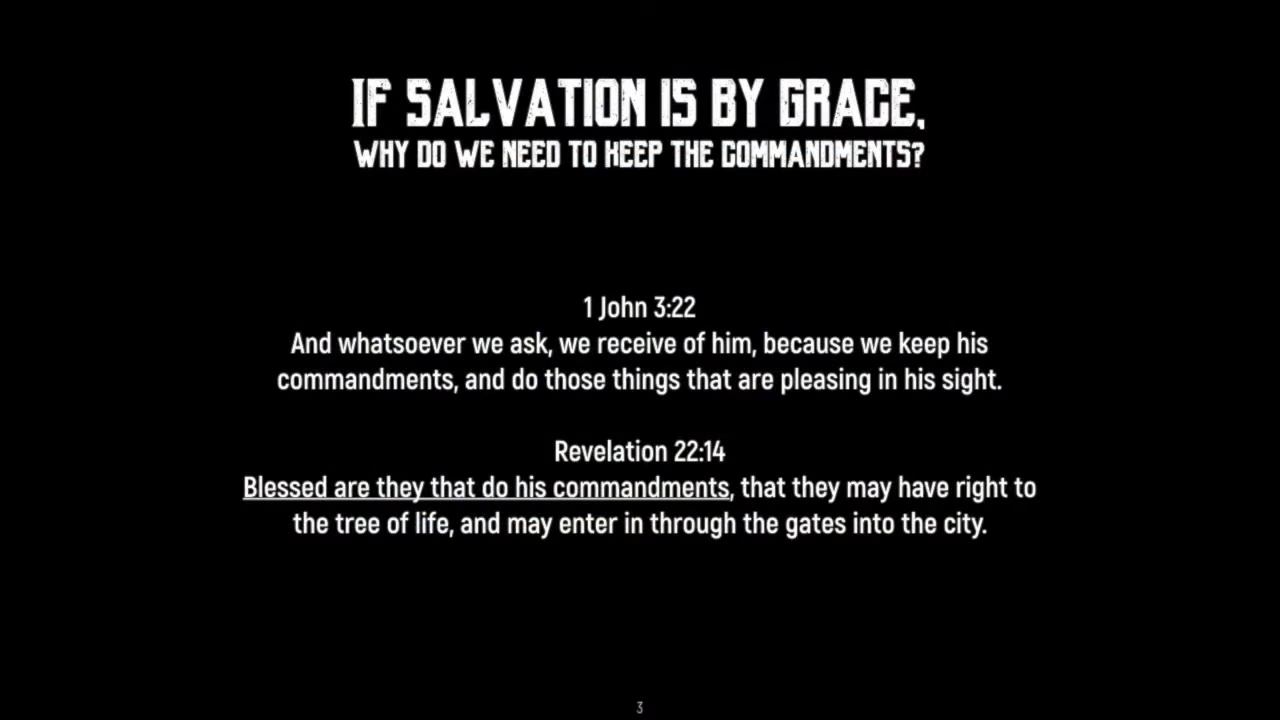 IF SALVATION IS BY GRACE,
WHY DO WE NEED TO KEEP THE COMMANDMENTS?
1 John 3:22
And whatsoever we ask, we receive of him, because we keep his
commandments, and do those things that are pleasing in his sight.
Revelation 22:14
Blessed are they that do his commandments, that they may have right to
the tree of life, and may enter in through the gates into the city.
3